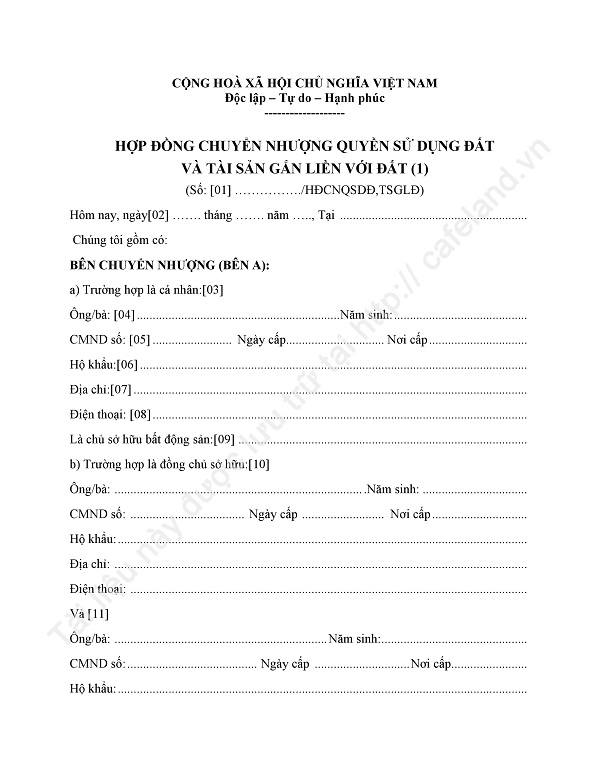 CỘNG HOÀ XÃ HỘI CHỦ NGHĨA VIỆT NAM
Độc lập – Tự do – Hạnh phúc
-------------------
HỢP ĐỒNG CHUYỂN NHƯỢNG QUYỀN SỬ DỤNG ĐẤT
VÀ TÀI SẢN GẮN LIỀN VỚI ĐẤT (1)
(Số: [01] ……………./HĐCNQSDĐ,TSGLĐ)
Hôm nay, ngày[02] ……. tháng ……. năm ….., Tại ..........................................................
Chúng tôi gồm có:
BÊN CHUYỂN NHƯỢNG (BÊN A):
a) Trường hợp là cá nhân:[03]
Ông/bà: [04]........................................................................Năm sinh:.........................................
CMND số: [05]......................... Ngày cấp.............................. Nơi cấp..............................
Hộ khẩu:[06]................................................................................................................................
Địa chỉ:[07].................................................................................................................................
Điện thoại: [08]...........................................................................................................................
Là chủ sở hữu bất động sản:[09].................................................................................................
b) Trường hợp là đồng chủ sở hữu:[10]
Ông/bà: ..............................................................................Năm sinh: ................................
CMND số: .................................... Ngày cấp .......................... Nơi cấp..............................
Hộ khẩu:......................................................................................................................................
Địa chỉ: .......................................................................................................................................
Điện thoại: ..................................................................................................................................
Và [11]
Ông/bà: ...................................................................Năm sinh:..............................................
CMND số:......................................... Ngày cấp ..............................Nơi cấp........................
Hộ khẩu:......................................................................................................................................
Tài liệu này được lưu trữ tại http:// cafeland.vn